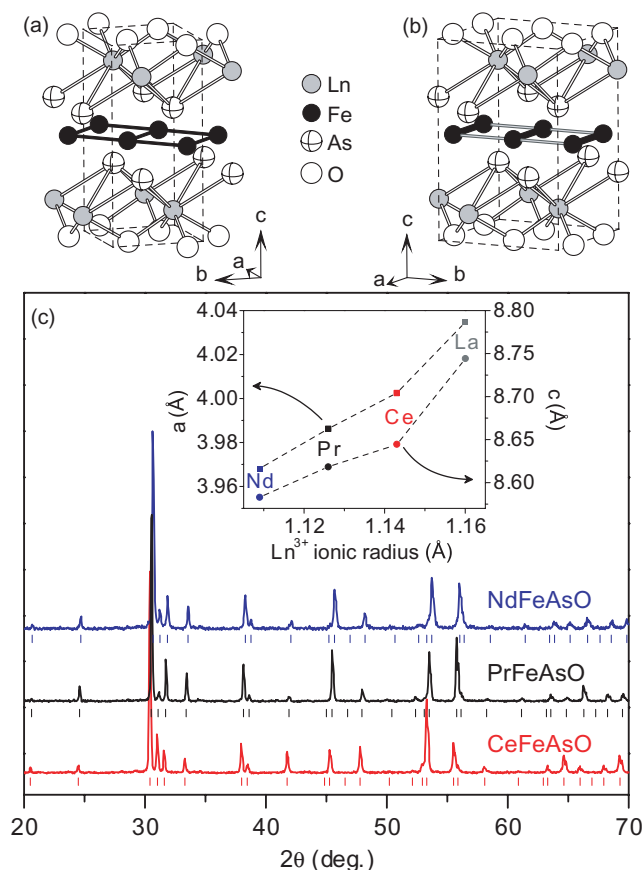 (a)
(b)
Ln
Fe
As
O
c
a
b
c
a
b
(c)
4.04
4.02
4.00
3.98
3.96
a (Å)
8.80
8.75
8.70
8.65
8.60
c (Å)
La
Ce
Pr
Nd
1.12
1.14
1.16
Ln³⁺ ionic radius (Å)
NdFeAsO
PrFeAsO
CeFeAsO
20
30
40
50
60
70
2θ (deg.)